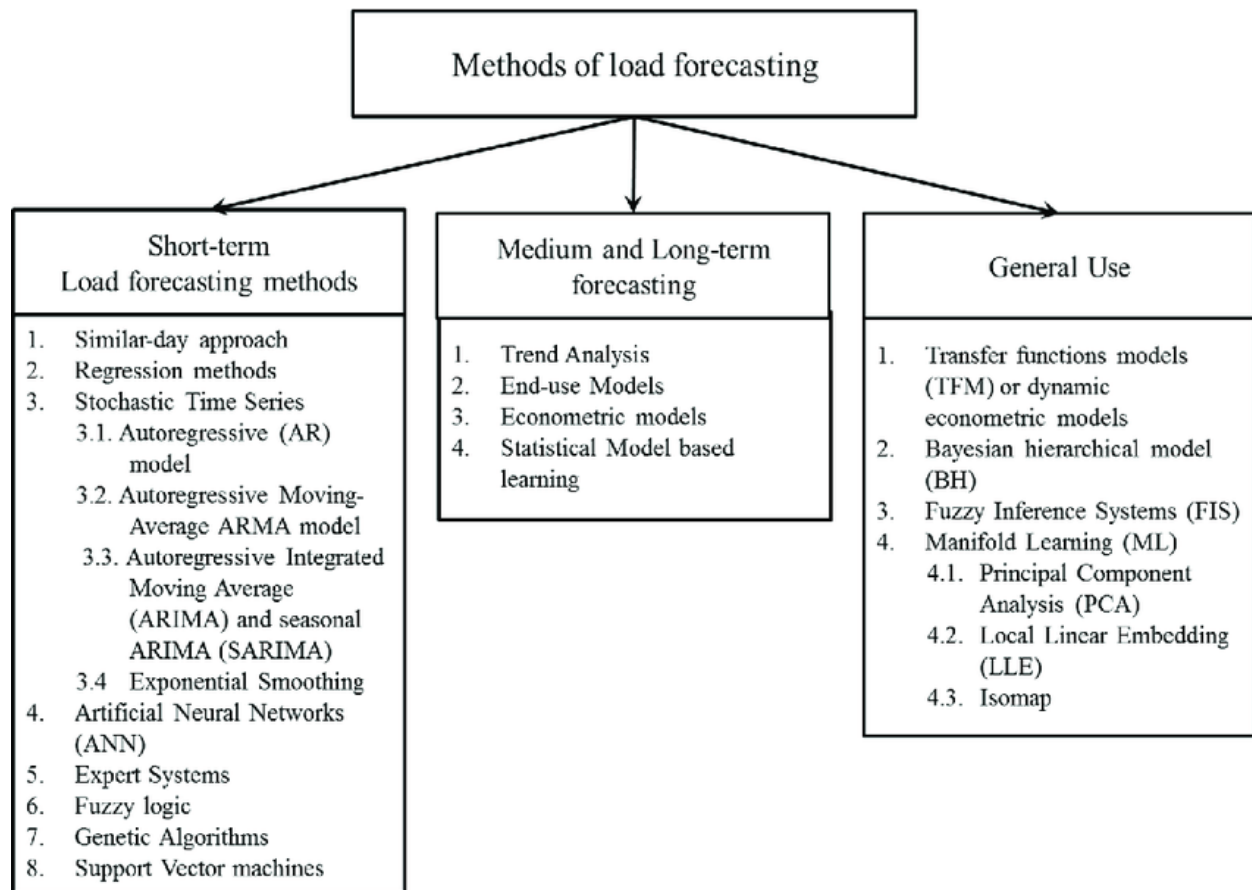 Methods of load forecasting
Short-term
Load forecasting methods
1. Similar-day approach
2. Regression methods
3. Stochastic Time Series
3.1. Autoregressive (AR)
model
3.2. Autoregressive Moving-
Average ARMA model
3.3. Autoregressive Integrated
Moving Average
(ARIMA) and seasonal
ARIMA (SARIMA)
3.4 Exponential Smoothing
4. Artificial Neural Networks
(ANN)
5. Expert Systems
6. Fuzzy logic
7. Genetic Algorithms
8. Support Vector machines
Medium and Long-term
forecasting
1. Trend Analysis
2. End-use Models
3. Econometric models
4. Statistical Model based
learning
General Use
1. Transfer functions models
(TFM) or dynamic
econometric models
2. Bayesian hierarchical model
(BH)
3. Fuzzy Inference Systems (FIS)
4. Manifold Learning (ML)
4.1. Principal Component
Analysis (PCA)
4.2. Local Linear Embedding
(LLE)
4.3. Isomap